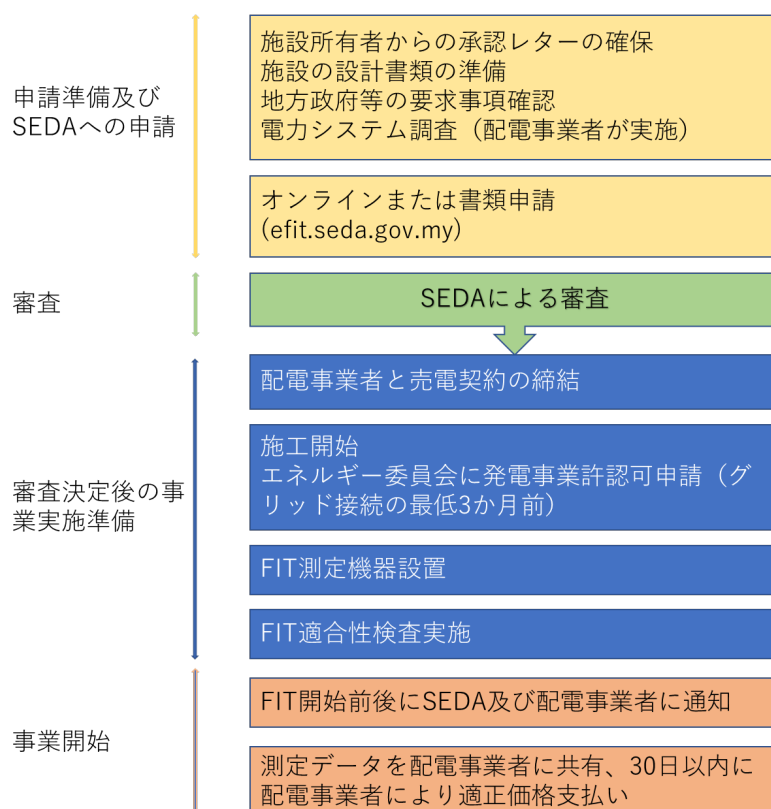 申請準備及び
SEDAへの申請
施設所有者からの承認レターの確保
施設の設計書類の準備
地方政府等の要求事項確認
電力システム調査（配電事業者が実施）
オンラインまたは書類申請
(efit.seda.gov.my)
審査
SEDAによる審査
審査決定後の事
業実施準備
配電事業者と売電契約の締結
施工開始
エネルギー委員会に発電事業許認可申請（グ
リッド接続の最低3か月前）
FIT測定機器設置
FIT適合性検査実施
事業開始
FIT開始前後にSEDA及び配電事業者に通知
測定データを配電事業者に共有、30日以内に
配電事業者により適正価格支払い